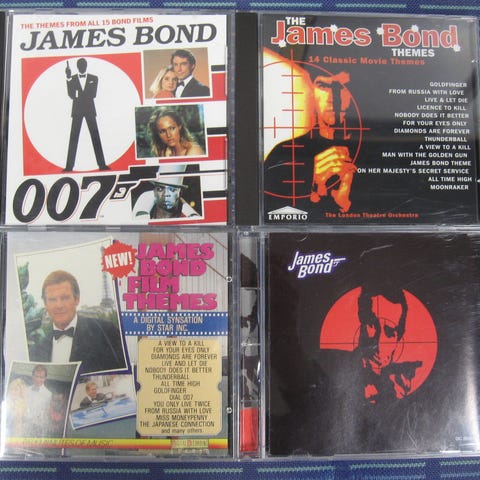 THE THEMES FROM ALL 15 BOND FILMS
JAMES BOND
007
THE
James Bond
THEMES
14 Classic Movie Themes
GOLDFINGER
FROM RUSSIA WITH LOVE
LIVE & LET DIE
LICENCE TO KILL
NOBODY DOES IT BETTER
FOR YOUR EYES ONLY
DIAMONDS ARE FOREVER
THUNDERBALL
A VIEW TO A KILL
MAN WITH THE GOLDEN GUN
JAMES BOND THEME
ON HER MAJESTY'S SECRET SERVICE
ALL TIME HIGH
MOONRAKER
EMPORIO
The London Theatre Orchestra
NEW!
JAMES
BOND
FILM
THEMES
A DIGITAL SYNSATION
BY STAR INC.
A VIEW TO A KILL
FOR YOUR EYES ONLY
DIAMONDS ARE FOREVER
LIVE AND LET DIE
NOBODY DOES IT BETTER
THUNDERBALL
ALL TIME HIGH
GOLDFINGER
DIAL 007
YOU ONLY LIVE TWICE
FROM RUSSIA WITH LOVE
MISS MONEYPENNY
THE JAPANESE CONNECTION
and many others
MINUTES OF MUSIC
James
Bond